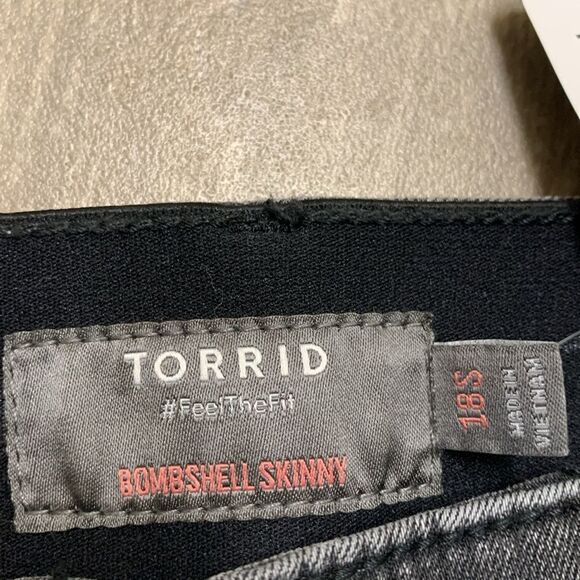 TORRID
#FeelTheFit
BOMBSHELL SKINNY
18S
MADE IN
VIETNAM